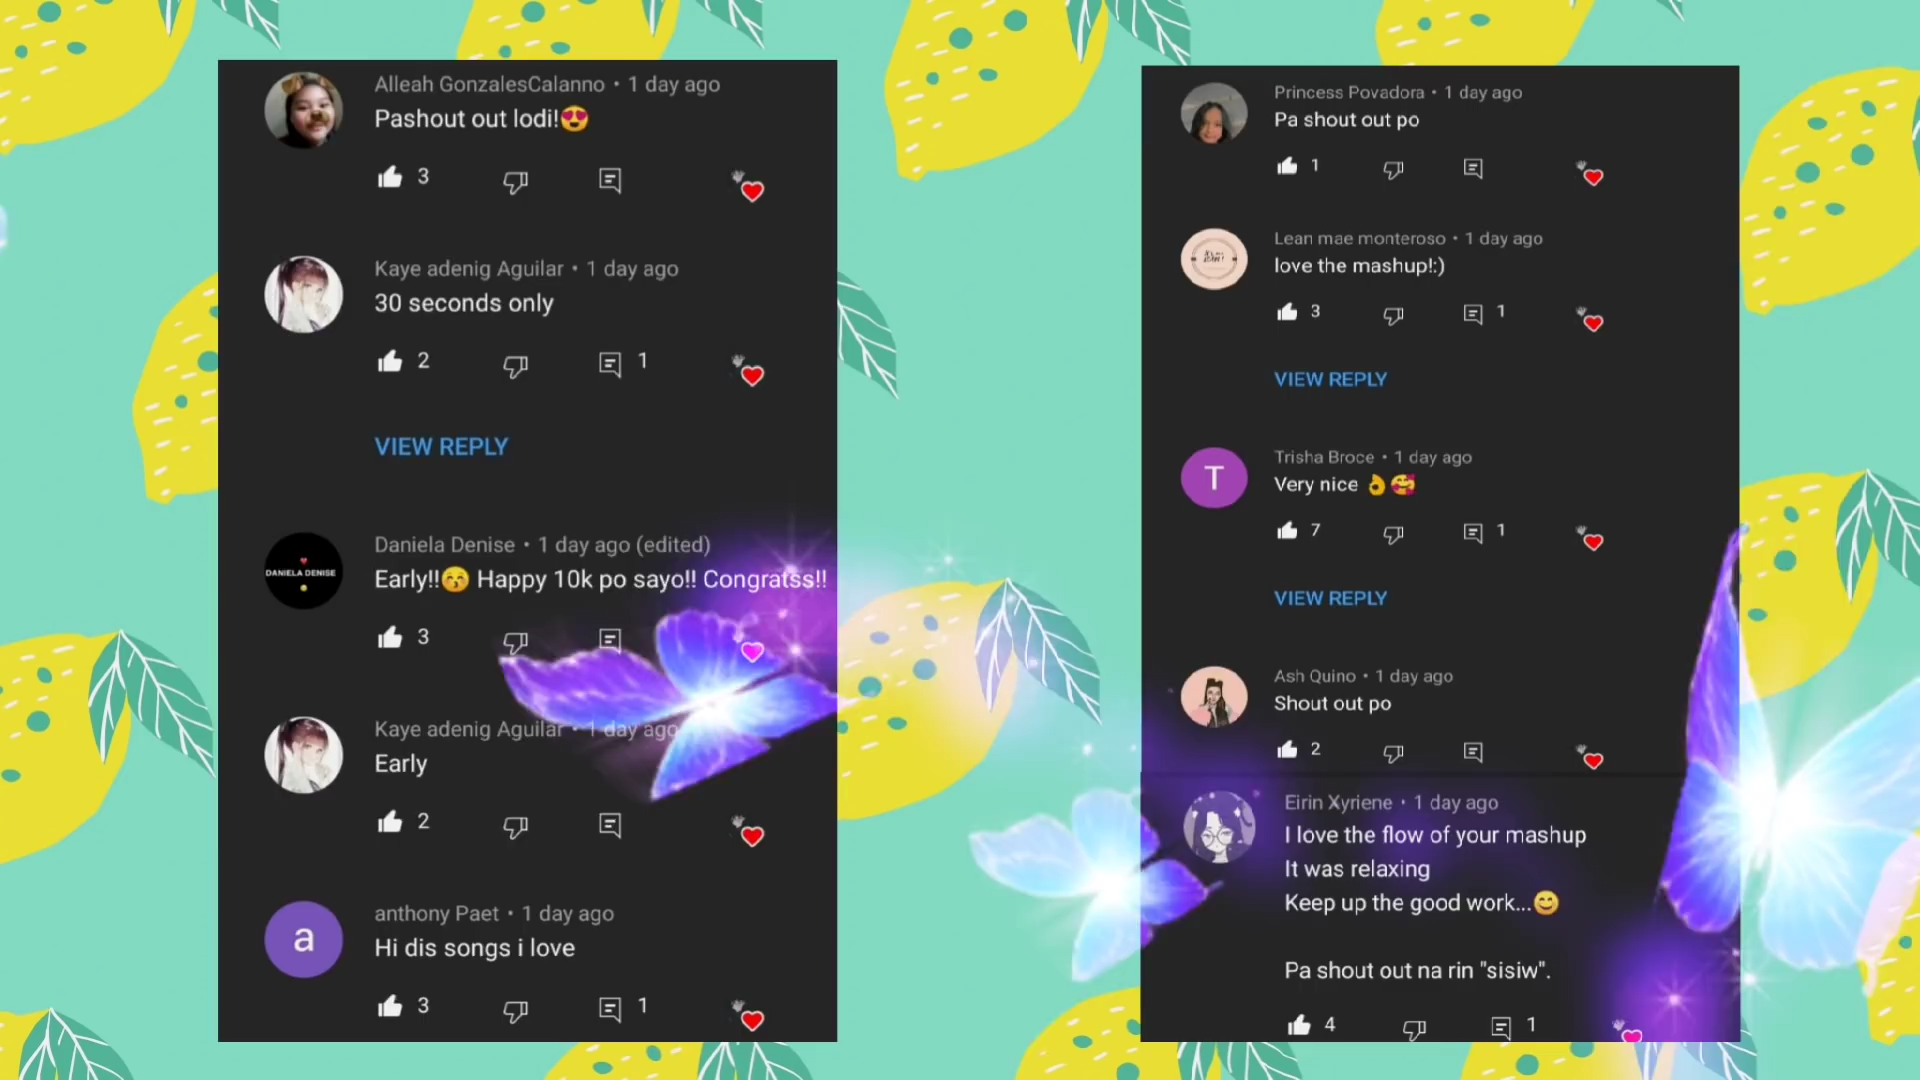 Alleah GonzalesCalanno • 1 day ago
Pashout out lodi!😍
3
Kaye adenig Aguilar • 1 day ago
30 seconds only
2 1
VIEW REPLY
DANIELA DENISE
Daniela Denise • 1 day ago (edited)
Early!!😚 Happy 10k po sayo!! Congratss!!
3
Kaye adenig Aguilar • 1 day ago
Early
2
a
anthony Paet • 1 day ago
Hi dis songs i love
3 1
Princess Povadora • 1 day ago
Pa shout out po
1
Lean mae monteroso • 1 day ago
love the mashup!:)
3 1
VIEW REPLY
T
Trisha Broce • 1 day ago
Very nice 👌🥰
7 1
VIEW REPLY
Ash Quino • 1 day ago
Shout out po
2
Eirin Xyriene • 1 day ago
I love the flow of your mashup
It was relaxing
Keep up the good work...😊
Pa shout out na rin "sisiw".
4 1